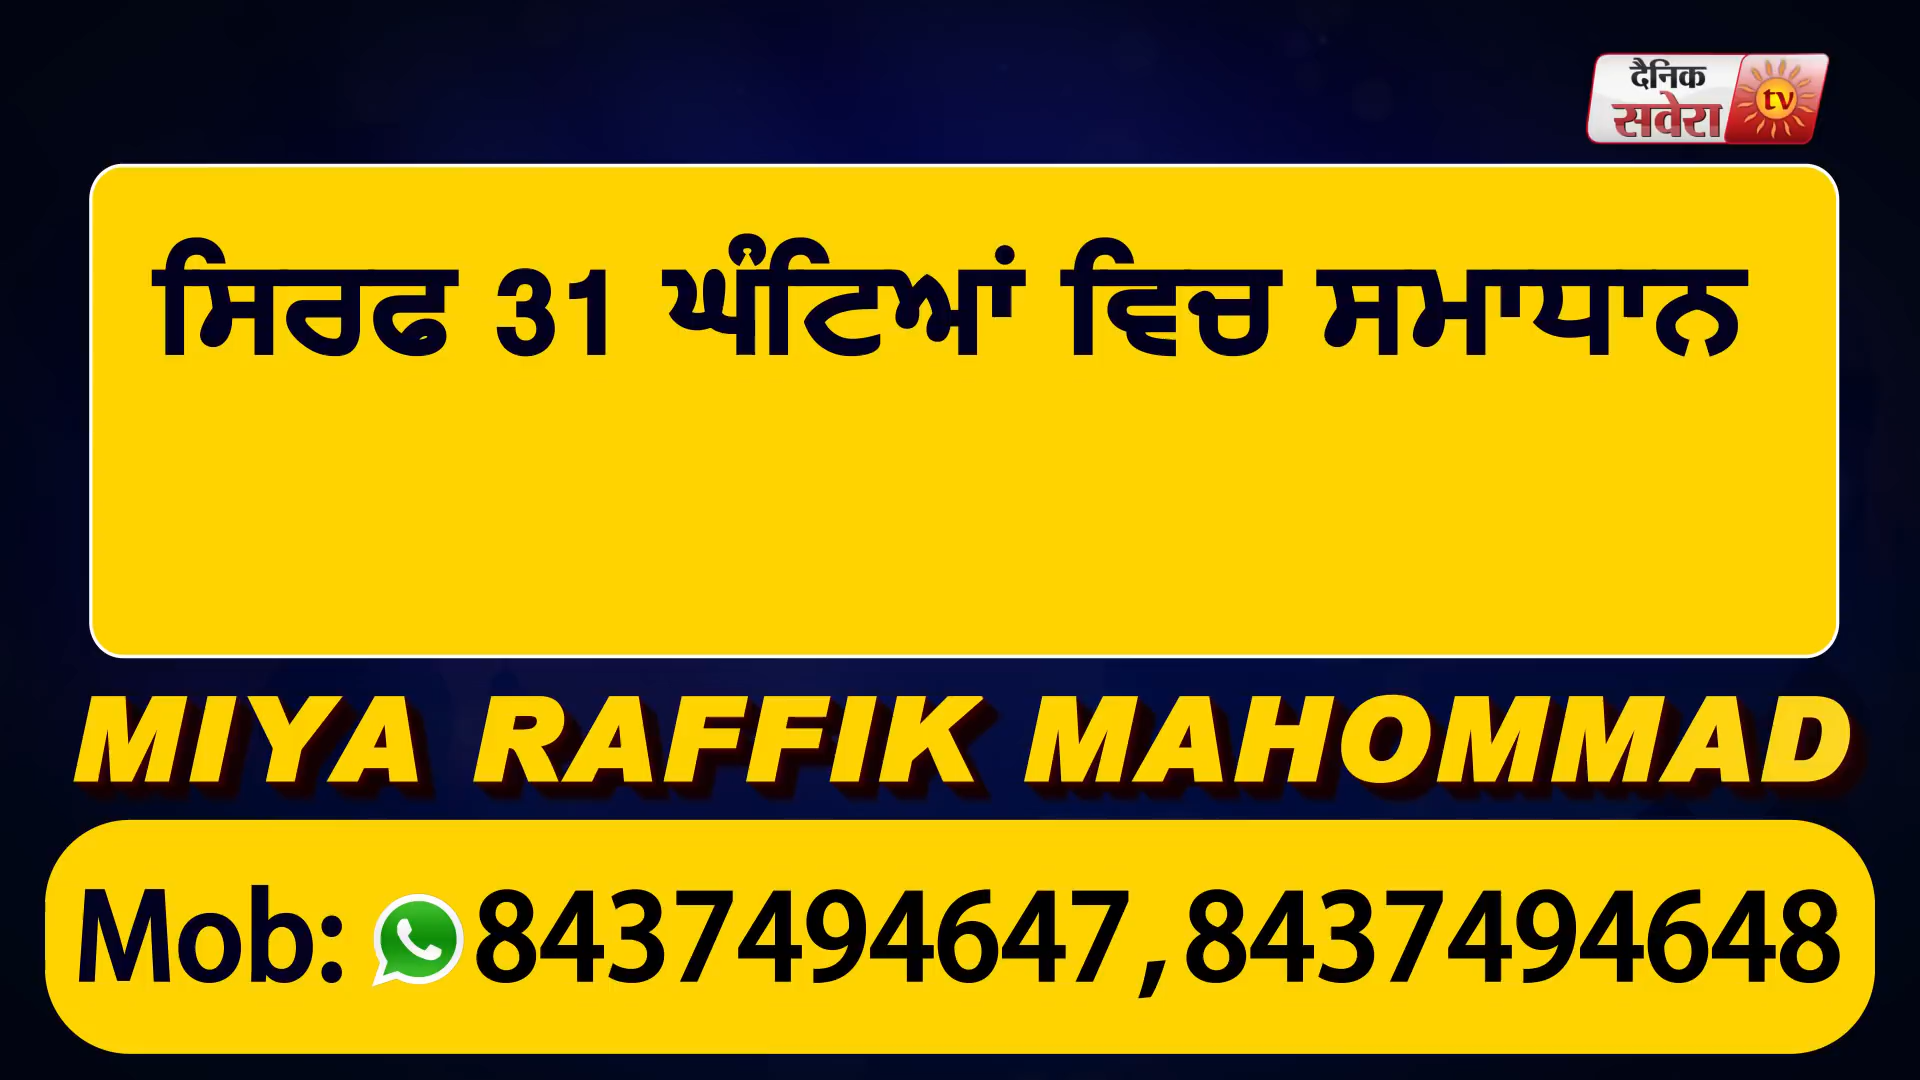 दैनिक
सवेरा tv
ਸਿਰਫ 31 ਘੰਟਿਆਂ ਵਿਚ ਸਮਾਧਾਨ
MIYA RAFFIK MAHOMMAD
Mob: 8437494647, 8437494648